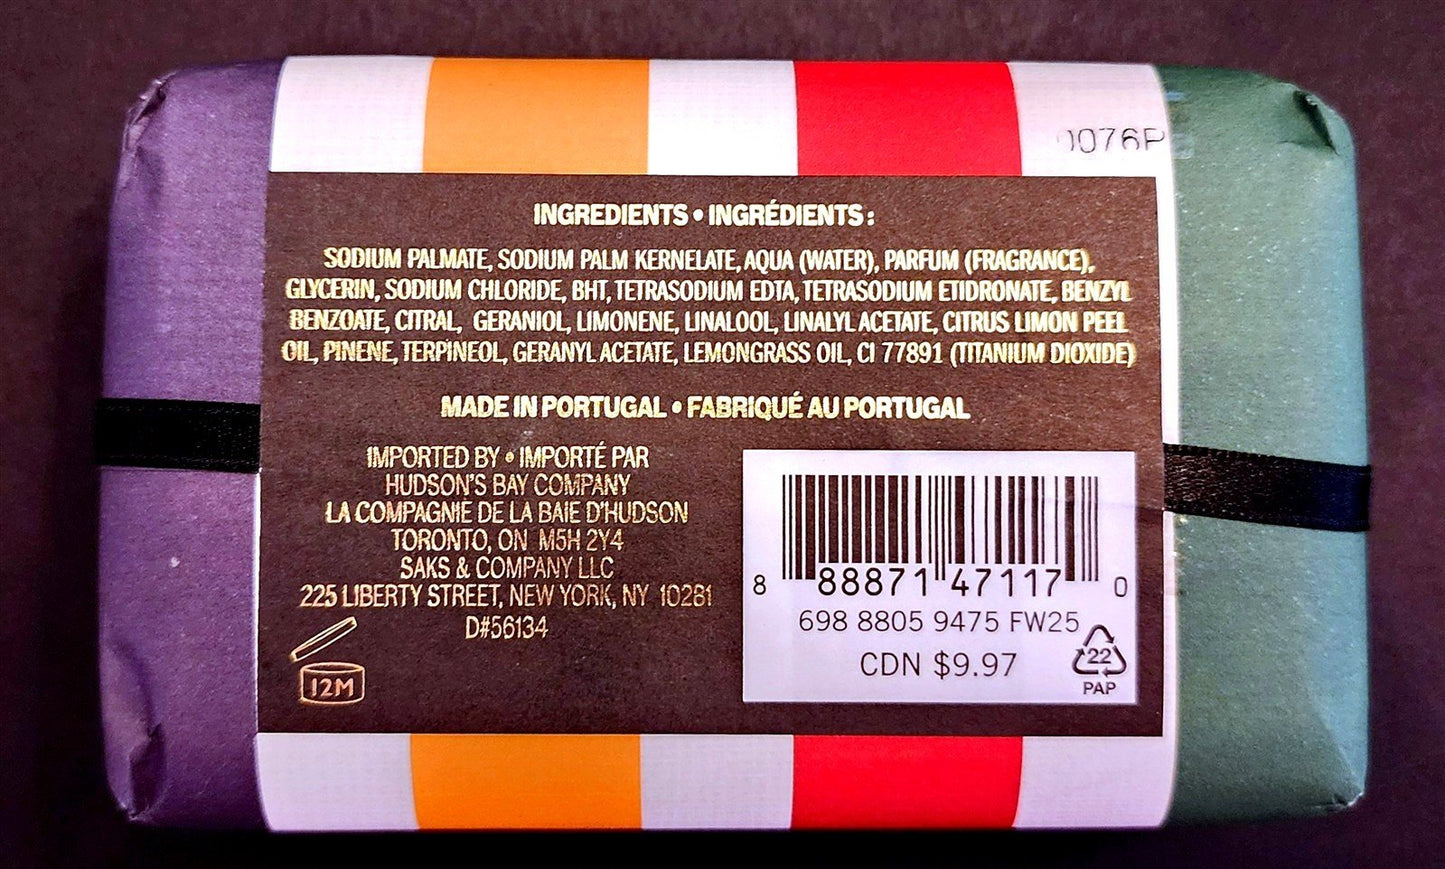 0076P
INGREDIENTS • INGRÉDIENTS :
SODIUM PALMATE, SODIUM PALM KERNELATE, AQUA (WATER), PARFUM (FRAGRANCE),
GLYCERIN, SODIUM CHLORIDE, BHT, TETRASODIUM EDTA, TETRASODIUM ETIDRONATE, BENZYL
BENZOATE, CITRAL, GERANIOL, LIMONENE, LINALOOL, LINALYL ACETATE, CITRUS LIMON PEEL
OIL, PINENE, TERPINEOL, GERANYL ACETATE, LEMONGRASS OIL, CI 77891 (TITANIUM DIOXIDE)
MADE IN PORTUGAL • FABRIQUÉ AU PORTUGAL
IMPORTED BY • IMPORTÉ PAR
HUDSON'S BAY COMPANY
LA COMPAGNIE DE LA BAIE D'HUDSON
TORONTO, ON M5H 2Y4
SAKS & COMPANY LLC
225 LIBERTY STREET, NEW YORK, NY 10281
D#56134
12M
8 88871 47117 0
698 8805 9475 FW25
CDN $9.97
22
PAP